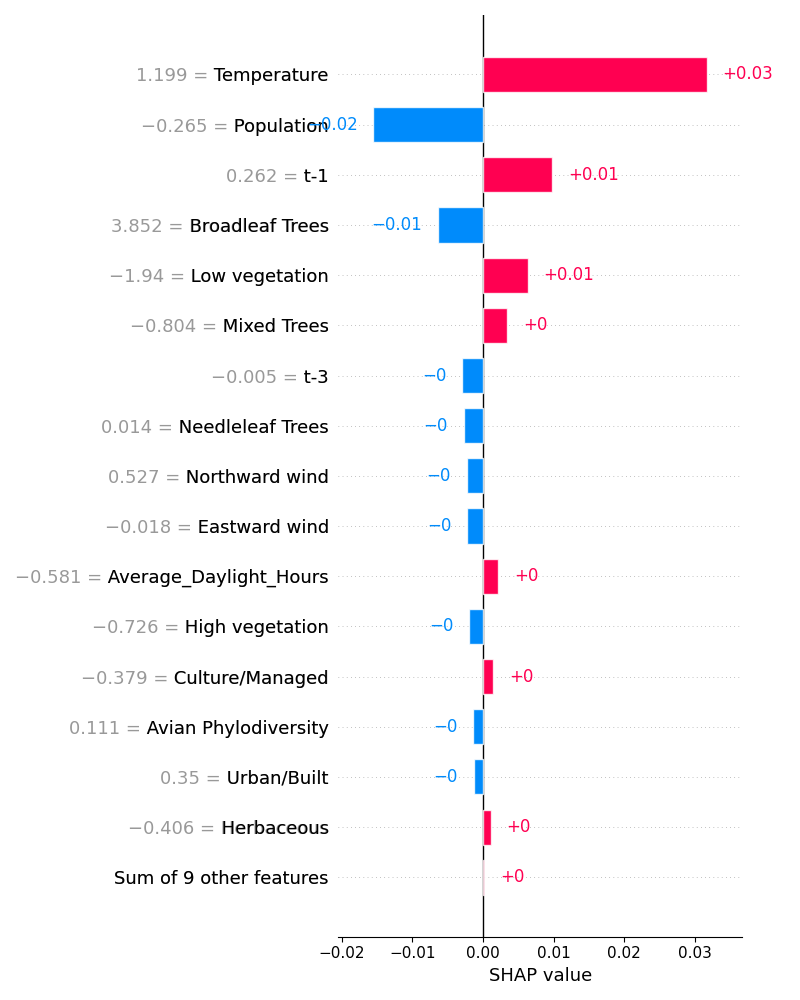 1.199 = Temperature +0.03
−0.265 = Population −0.02
0.262 = t-1 +0.01
3.852 = Broadleaf Trees −0.01
−1.94 = Low vegetation +0.01
−0.804 = Mixed Trees +0
−0.005 = t-3 −0
0.014 = Needleleaf Trees −0
0.527 = Northward wind −0
−0.018 = Eastward wind −0
−0.581 = Average_Daylight_Hours +0
−0.726 = High vegetation −0
−0.379 = Culture/Managed +0
0.111 = Avian Phylodiversity −0
0.35 = Urban/Built −0
−0.406 = Herbaceous +0
Sum of 9 other features +0
−0.02 −0.01 0.00 0.01 0.02 0.03
SHAP value